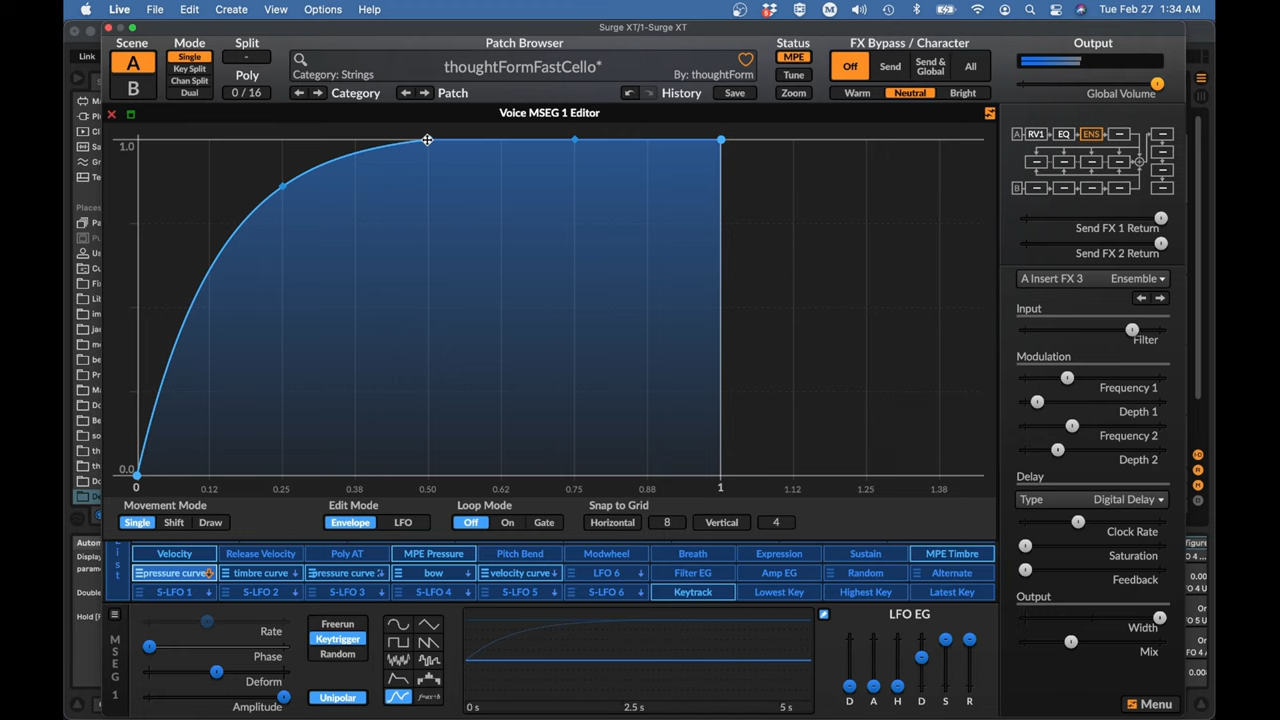 Live File Edit Create View Options Help
Tue Feb 27 1:34 AM
Surge XT/1-Surge XT
Link
Scene
A
B
Mode
Single
Key Split
Chan Split
Dual
Split
-
Poly
0 / 16
Patch Browser
thoughtFormFastCello*
Category: Strings
By: thoughtForm
Category
Patch
History
Save
Status
MPE
Tune
Zoom
FX Bypass / Character
Off
Send
Send & Global
All
Warm
Neutral
Bright
Output
Global Volume
Voice MSEG 1 Editor
1.0
0.0
0 0.12 0.25 0.38 0.50 0.62 0.75 0.88 1 1.12 1.25 1.38
Places
Movement Mode
Single Shift Draw
Edit Mode
Envelope LFO
Loop Mode
Off On Gate
Snap to Grid
Horizontal 8 Vertical 4
List
Velocity Release Velocity Poly AT MPE Pressure Pitch Bend Modwheel Breath Expression Sustain MPE Timbre
pressure curve timbre curve pressure curve bow velocity curve LFO 6 Filter EG Amp EG Random Alternate
S-LFO 1 S-LFO 2 S-LFO 3 S-LFO 4 S-LFO 5 S-LFO 6 Keytrack Lowest Key Highest Key Latest Key
MSEG 1
Rate
Phase
Deform
Amplitude
Freerun
Keytrigger
Random
Unipolar
0 s 2.5 s 5 s
LFO EG
D A H D S R
A RV1 EQ ENS
B
Send FX 1 Return
Send FX 2 Return
A Insert FX 3 Ensemble
Input
Filter
Modulation
Frequency 1
Depth 1
Frequency 2
Depth 2
Delay
Type Digital Delay
Clock Rate
Saturation
Feedback
Output
Width
Mix
Menu